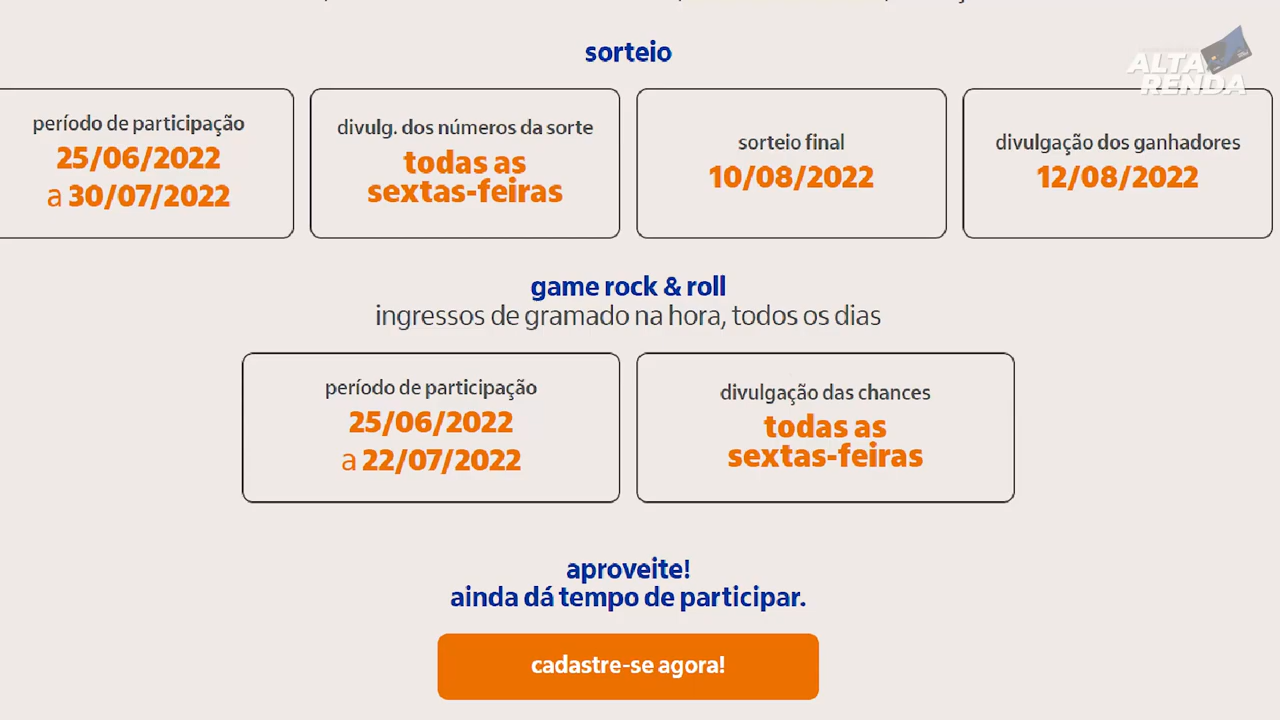 sorteio
ALTA
RENDA
período de participação
25/06/2022
a 30/07/2022
divulg. dos números da sorte
todas as
sextas-feiras
sorteio final
10/08/2022
divulgação dos ganhadores
12/08/2022
game rock & roll
ingressos de gramado na hora, todos os dias
período de participação
25/06/2022
a 22/07/2022
divulgação das chances
todas as
sextas-feiras
aproveite!
ainda dá tempo de participar.
cadastre-se agora!